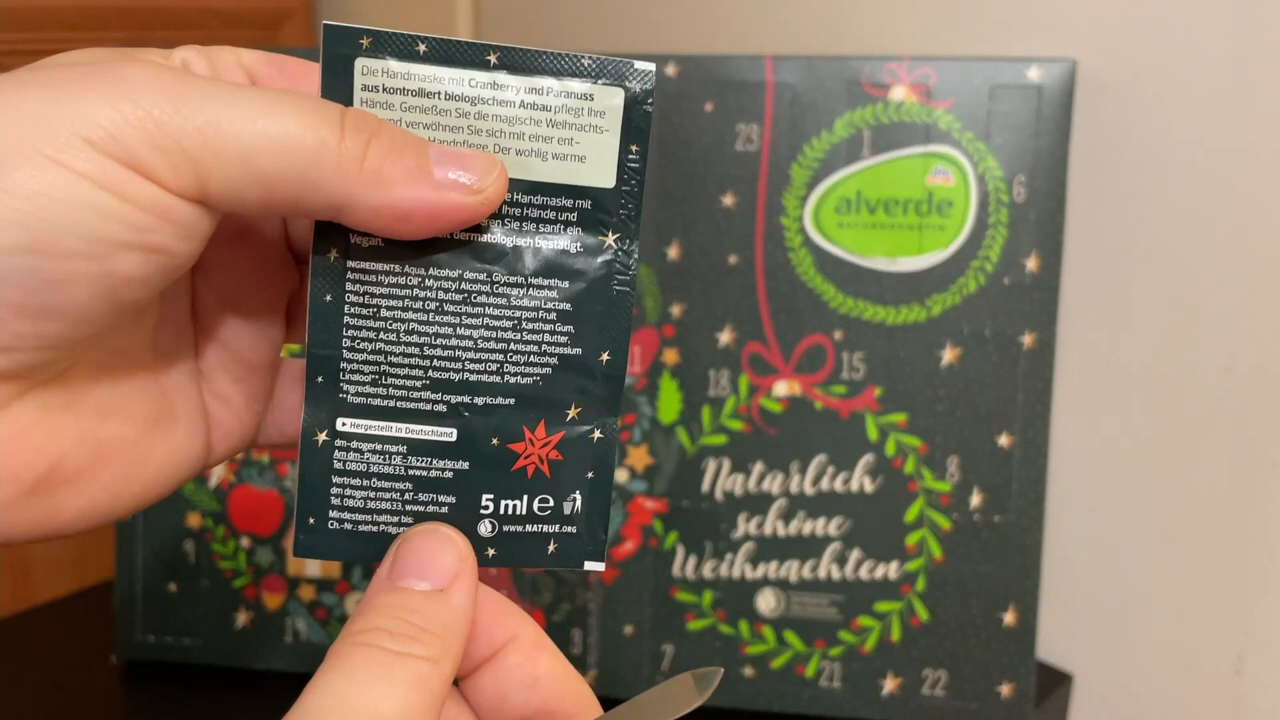 Die Handmaske mit Cranberry und Paranuss
aus kontrolliert biologischem Anbau pflegt Ihre
Hände. Genießen Sie die magische Weihnachts-
und verwöhnen Sie sich mit einer ent-
Handpflege. Der wohlig warme
e Handmaske mit
Ihre Hände und
eren Sie sie sanft ein.
dermatologisch bestätigt.
Vegan.
INGREDIENTS: Aqua, Alcohol* denat., Glycerin, Helianthus
Annuus Hybrid Oil*, Myristyl Alcohol, Cetearyl Alcohol,
Butyrospermum Parkii Butter*, Cellulose, Sodium Lactate,
Olea Europaea Fruit Oil*, Vaccinium Macrocarpon Fruit
Extract*, Bertholletia Excelsa Seed Powder*, Xanthan Gum,
Potassium Cetyl Phosphate, Mangifera Indica Seed Butter,
Levulinic Acid, Sodium Levulinate, Sodium Anisate, Potassium
Di-Cetyl Phosphate, Sodium Hyaluronate, Cetyl Alcohol,
Tocopherol, Helianthus Annuus Seed Oil*, Dipotassium
Hydrogen Phosphate, Ascorbyl Palmitate, Parfum**,
Linalool**, Limonene**
*ingredients from certified organic agriculture
**from natural essential oils
Hergestellt in Deutschland
dm-drogerie markt
Am dm-Platz 1, DE-76227 Karlsruhe
Tel. 0800 3658633, www.dm.de
Vertrieb in Österreich:
dm drogerie markt, AT-5071 Wals
Tel. 0800 3658633, www.dm.at
Mindestens haltbar bis:
Ch.-Nr.: siehe Prägung
5 ml e
www.NATRUE.ORG
23
1
6
alverde
NATURKOSMETIK
11
18
15
8
Natürlich
schöne
Weihnachten
3
7
21
22